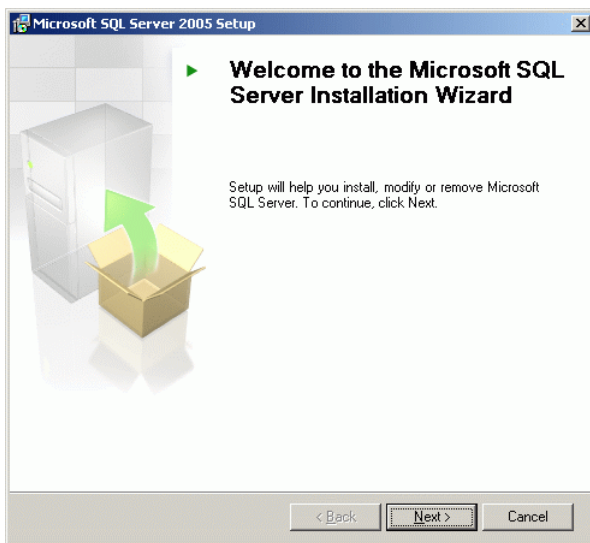 Microsoft SQL Server 2005 Setup
Welcome to the Microsoft SQL
Server Installation Wizard
Setup will help you install, modify or remove Microsoft
SQL Server. To continue, click Next.
< Back
Next >
Cancel